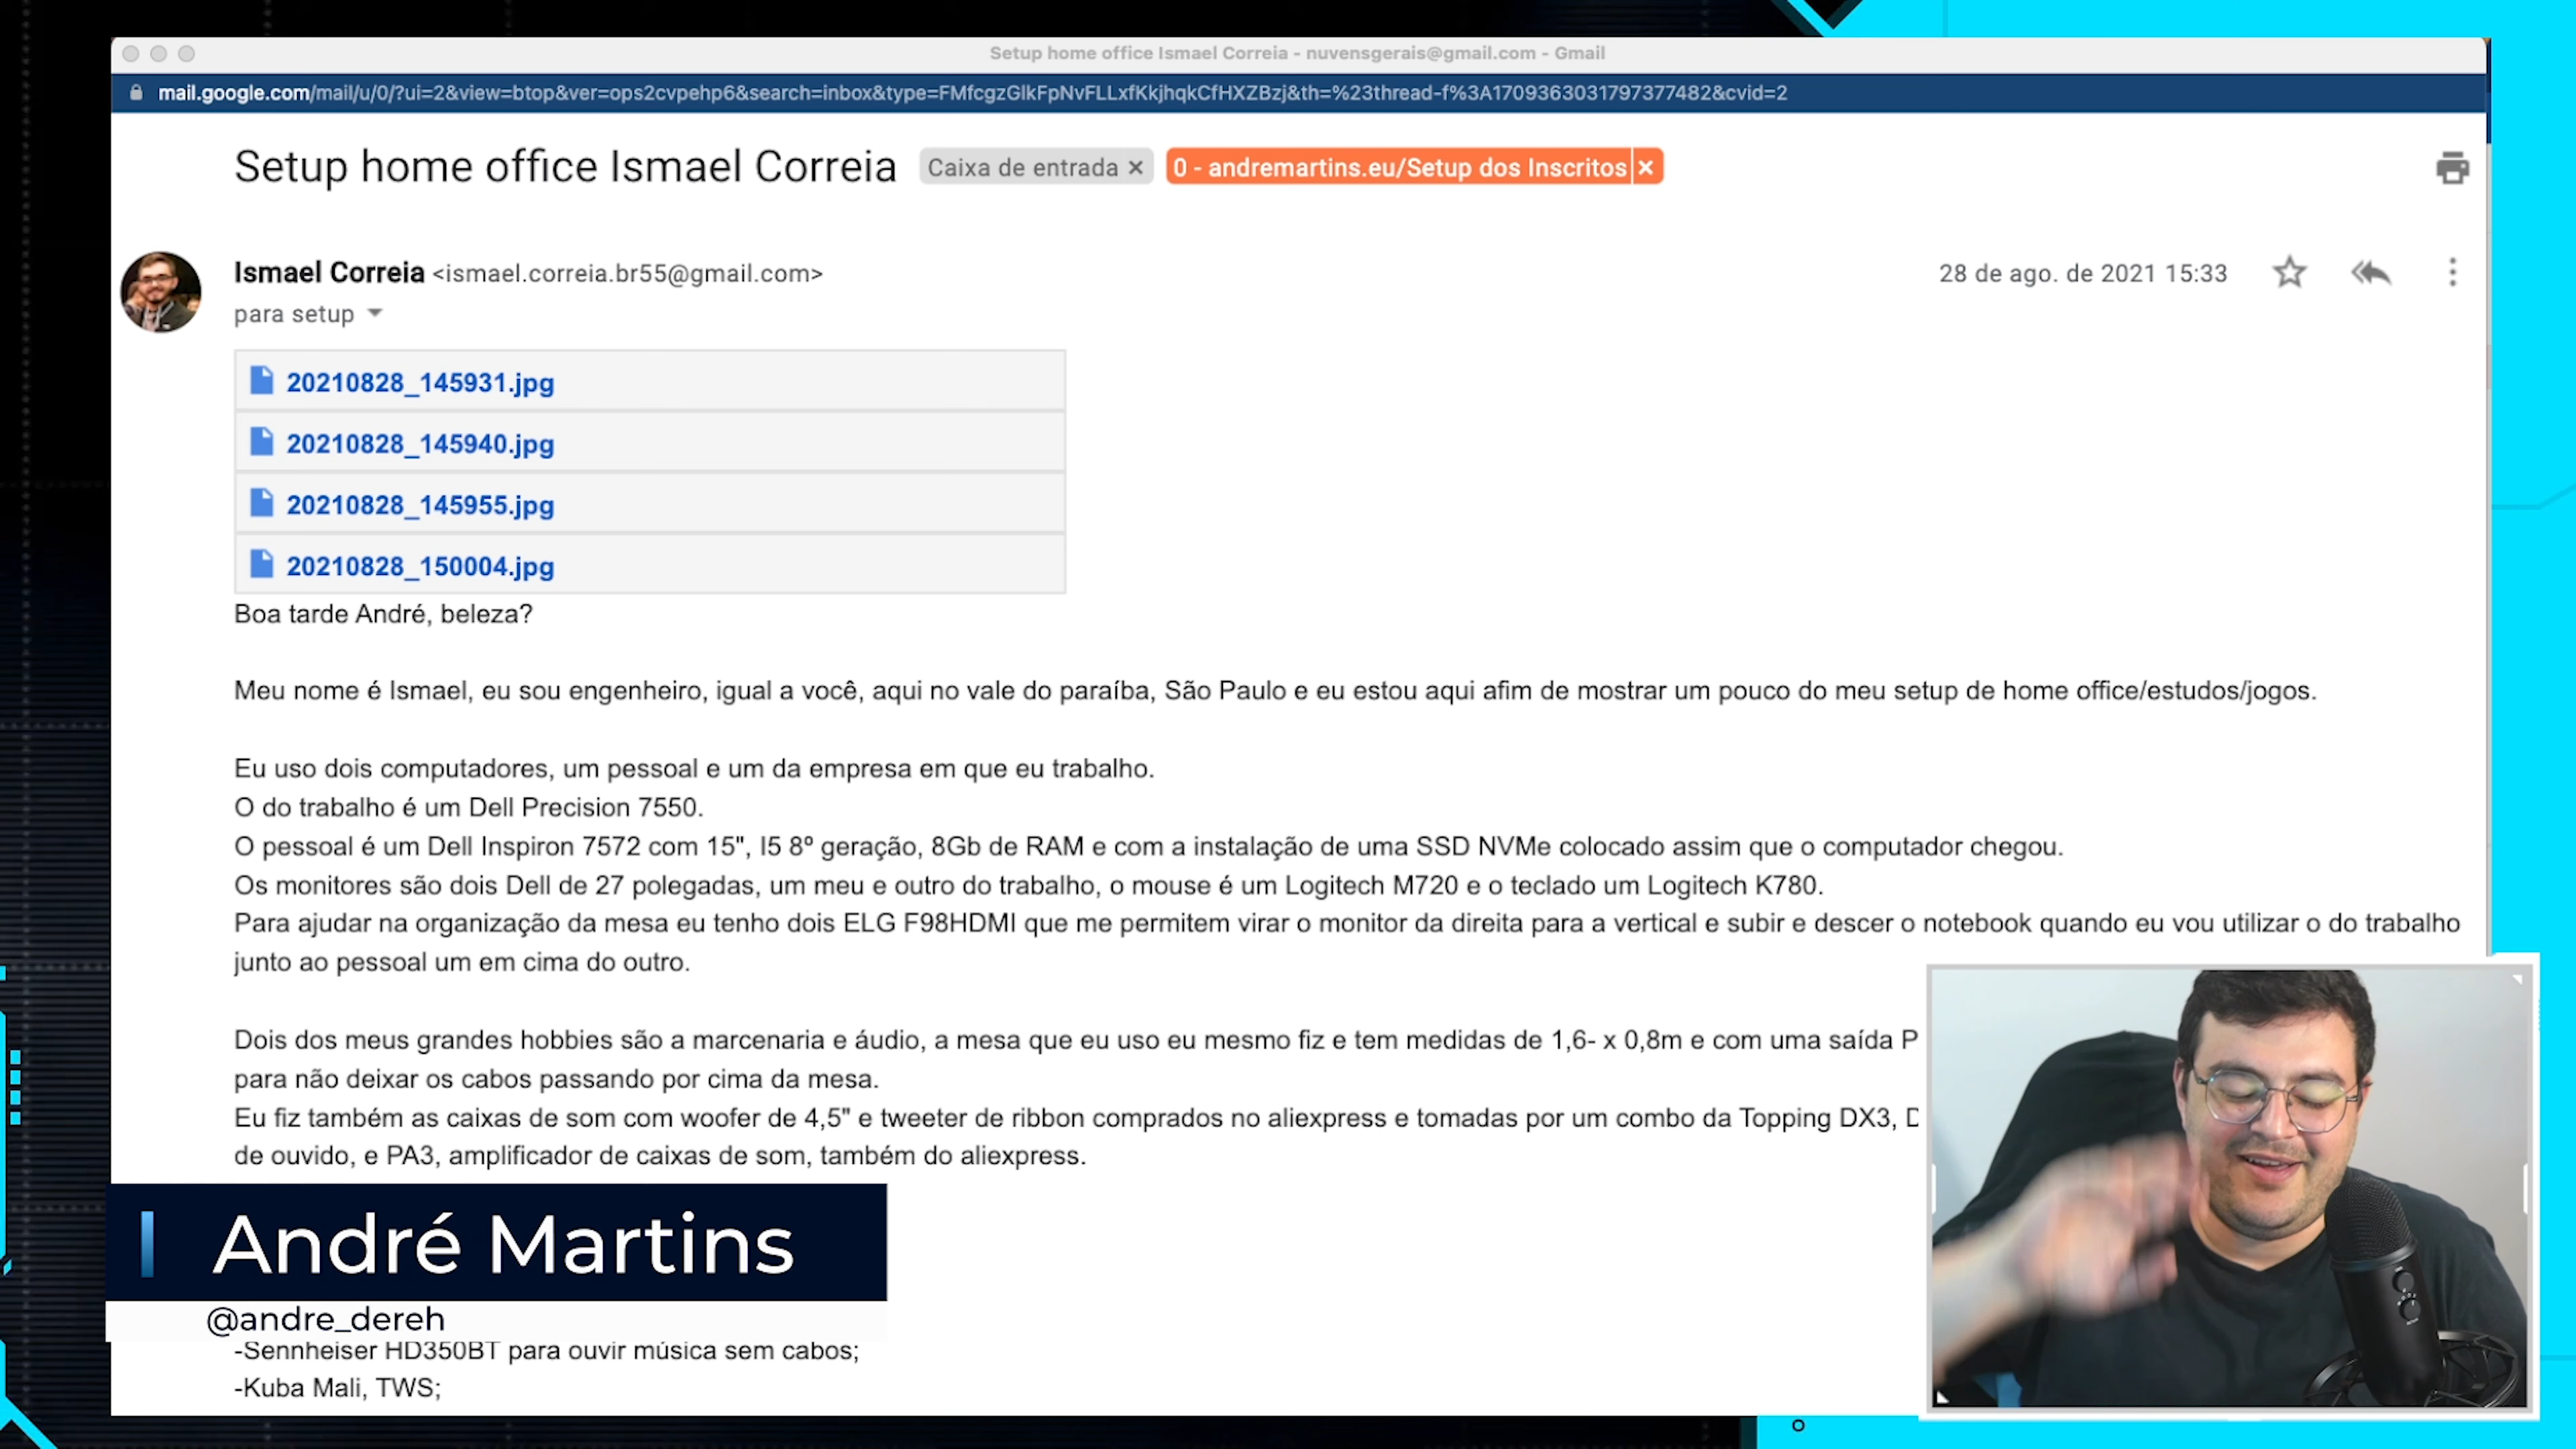 Setup home office Ismael Correia - nuvensgerais@gmail.com - Gmail
mail.google.com/mail/u/0/?ui=2&view=btop&ver=ops2cvpehp6&search=inbox&type=FMfcgzGlkFpNvFLLxfKkjhqkCfHXZBzj&th=%23thread-f%3A1709363031797377482&cvid=2
Setup home office Ismael Correia Caixa de entrada × 0 - andremartins.eu/Setup dos Inscritos ×
Ismael Correia <ismael.correia.br55@gmail.com> 28 de ago. de 2021 15:33
para setup
20210828_145931.jpg
20210828_145940.jpg
20210828_145955.jpg
20210828_150004.jpg
Boa tarde André, beleza?
Meu nome é Ismael, eu sou engenheiro, igual a você, aqui no vale do paraíba, São Paulo e eu estou aqui afim de mostrar um pouco do meu setup de home office/estudos/jogos.
Eu uso dois computadores, um pessoal e um da empresa em que eu trabalho.
O do trabalho é um Dell Precision 7550.
O pessoal é um Dell Inspiron 7572 com 15", I5 8º geração, 8Gb de RAM e com a instalação de uma SSD NVMe colocado assim que o computador chegou.
Os monitores são dois Dell de 27 polegadas, um meu e outro do trabalho, o mouse é um Logitech M720 e o teclado um Logitech K780.
Para ajudar na organização da mesa eu tenho dois ELG F98HDMI que me permitem virar o monitor da direita para a vertical e subir e descer o notebook quando eu vou utilizar o do trabalho
junto ao pessoal um em cima do outro.
Dois dos meus grandes hobbies são a marcenaria e áudio, a mesa que eu uso eu mesmo fiz e tem medidas de 1,6- x 0,8m e com uma saída P
para não deixar os cabos passando por cima da mesa.
Eu fiz também as caixas de som com woofer de 4,5" e tweeter de ribbon comprados no aliexpress e tomadas por um combo da Topping DX3, D
de ouvido, e PA3, amplificador de caixas de som, também do aliexpress.
André Martins
@andre_dereh
-Sennheiser HD350BT para ouvir música sem cabos;
-Kuba Mali, TWS;